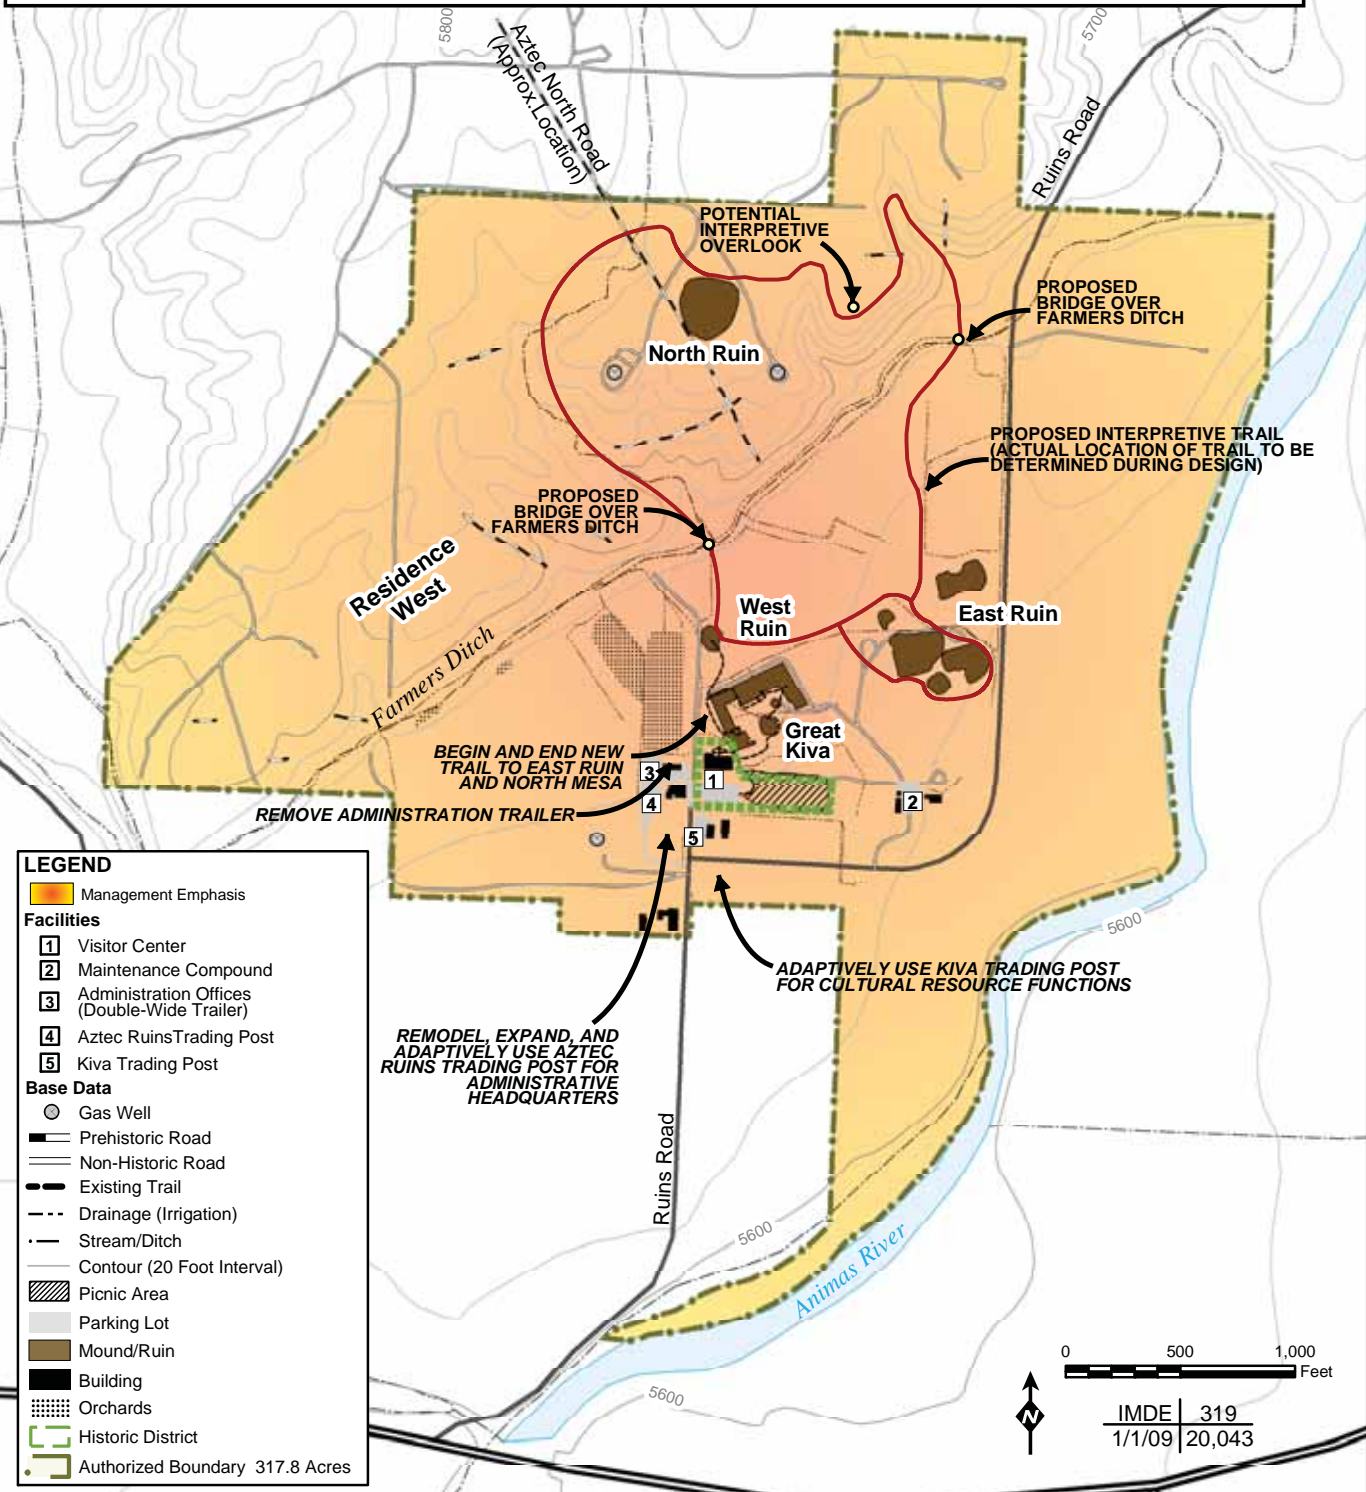 5800
5700
Aztec North Road
(Approx.Location)
Ruins Road
POTENTIAL
INTERPRETIVE
OVERLOOK
PROPOSED
BRIDGE OVER
FARMERS DITCH
North Ruin
PROPOSED INTERPRETIVE TRAIL
(ACTUAL LOCATION OF TRAIL TO BE
DETERMINED DURING DESIGN)
PROPOSED
BRIDGE OVER
FARMERS DITCH
Residence
West
West
Ruin
East Ruin
Farmers Ditch
Great
Kiva
BEGIN AND END NEW
TRAIL TO EAST RUIN
AND NORTH MESA
REMOVE ADMINISTRATION TRAILER
3
1
4
2
5
ADAPTIVELY USE KIVA TRADING POST
FOR CULTURAL RESOURCE FUNCTIONS
5600
REMODEL, EXPAND, AND
ADAPTIVELY USE AZTEC
RUINS TRADING POST FOR
ADMINISTRATIVE
HEADQUARTERS
Ruins Road
5600
Animas River
5600
LEGEND
Management Emphasis
Facilities
1 Visitor Center
2 Maintenance Compound
3 Administration Offices
(Double-Wide Trailer)
4 Aztec RuinsTrading Post
5 Kiva Trading Post
Base Data
Gas Well
Prehistoric Road
Non-Historic Road
Existing Trail
Drainage (Irrigation)
Stream/Ditch
Contour (20 Foot Interval)
Picnic Area
Parking Lot
Mound/Ruin
Building
Orchards
Historic District
Authorized Boundary 317.8 Acres
0 500 1,000
Feet
N
IMDE 319
1/1/09 20,043